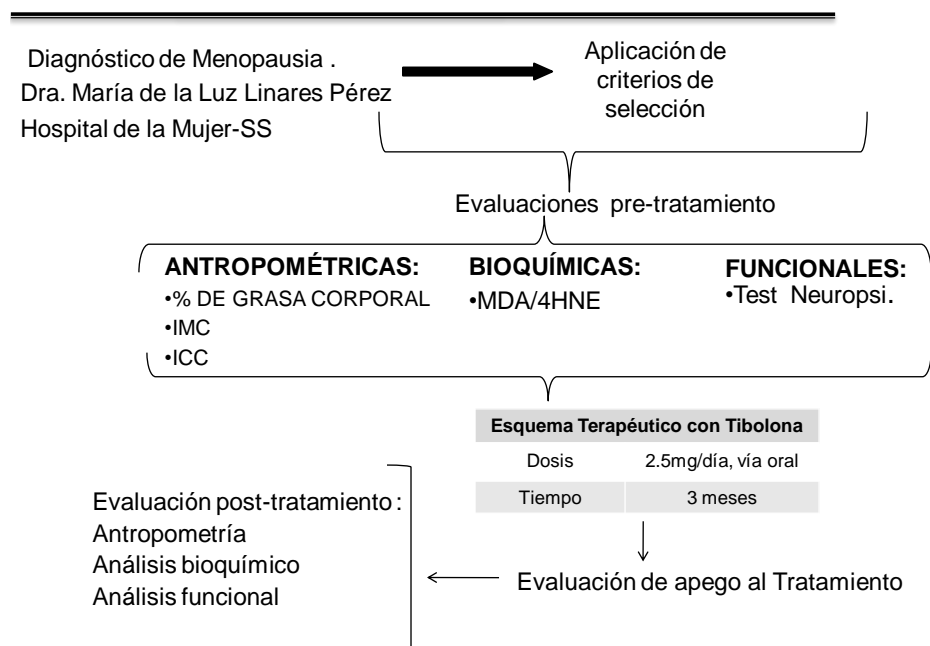 Diagnóstico de Menopausia .
Dra. María de la Luz Linares Pérez
Hospital de la Mujer-SS
Aplicación de
criterios de
selección
Evaluaciones pre-tratamiento
ANTROPOMÉTRICAS:
•% DE GRASA CORPORAL
•IMC
•ICC
BIOQUÍMICAS:
•MDA/4HNE
FUNCIONALES:
•Test Neuropsi.
Esquema Terapéutico con Tibolona
Dosis 2.5mg/día, vía oral
Tiempo 3 meses
Evaluación de apego al Tratamiento
Evaluación post-tratamiento :
Antropometría
Análisis bioquímico
Análisis funcional